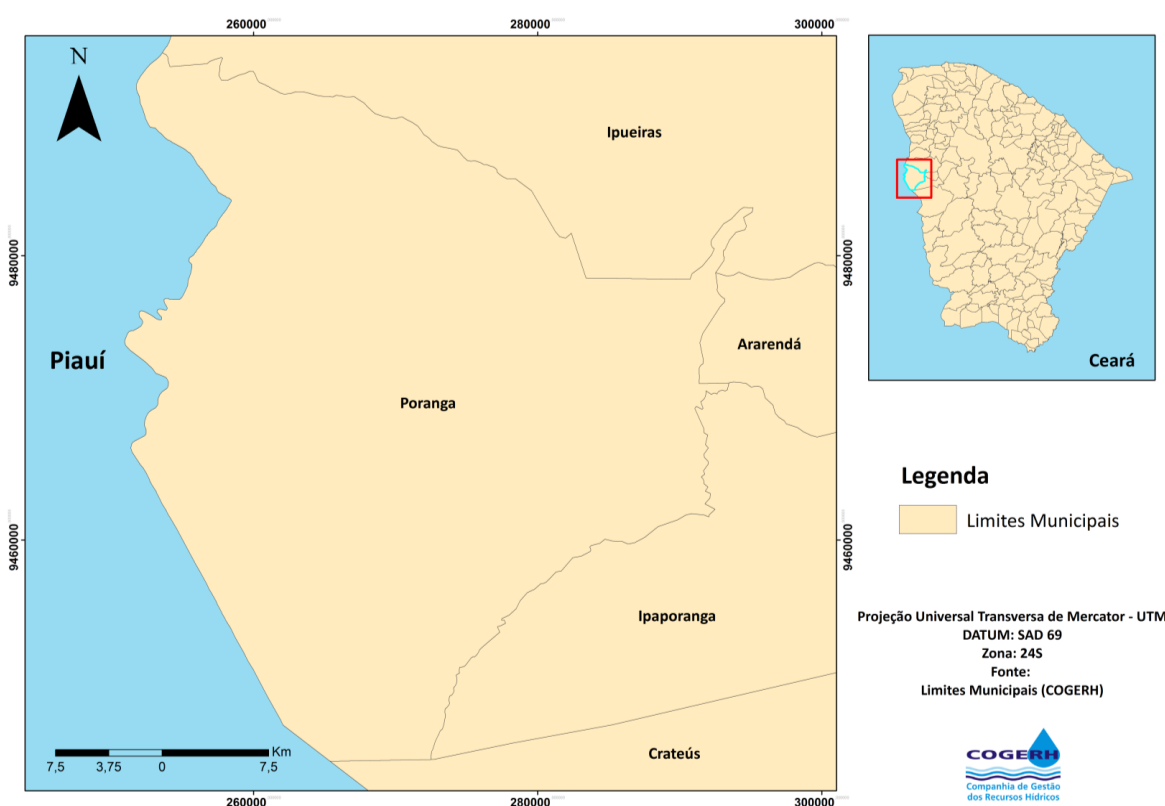 260000
280000
300000
N
Ipueiras
9480000
9480000
Piauí
Ararendá
Poranga
Ceará
Legenda
Limites Municipais
9460000
9460000
Ipaporanga
Projeção Universal Transversa de Mercator - UTM
DATUM: SAD 69
Zona: 24S
Fonte:
Limites Municipais (COGERH)
Crateús
Km
7,5 3,75 0 7,5
COGERH
Companhia de Gestão
dos Recursos Hídricos
260000
280000
300000